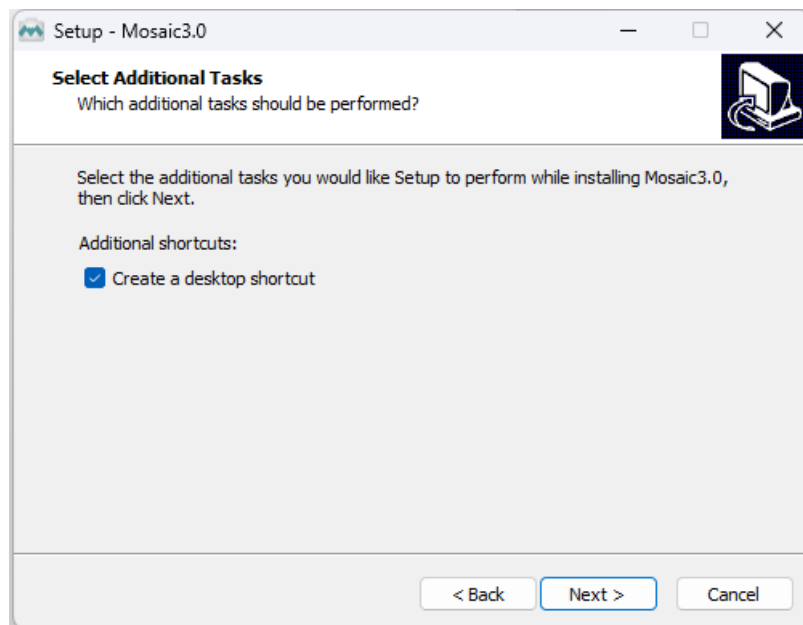 Setup - Mosaic3.0
Select Additional Tasks
Which additional tasks should be performed?
Select the additional tasks you would like Setup to perform while installing Mosaic3.0,
then click Next.
Additional shortcuts:
Create a desktop shortcut
< Back
Next >
Cancel